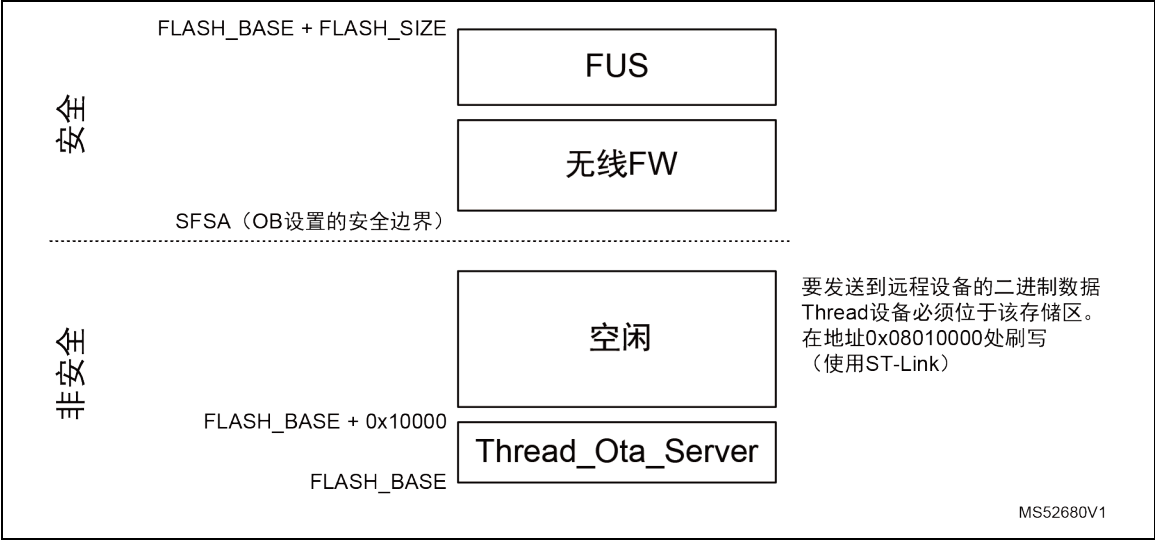 FLASH_BASE + FLASH_SIZE
FUS
安全
无线FW
SFSA（OB设置的安全边界）
非安全
空闲
要发送到远程设备的二进制数据
Thread设备必须位于该存储区。
在地址0x08010000处刷写
（使用ST-Link）
FLASH_BASE + 0x10000
Thread_Ota_Server
FLASH_BASE
MS52680V1